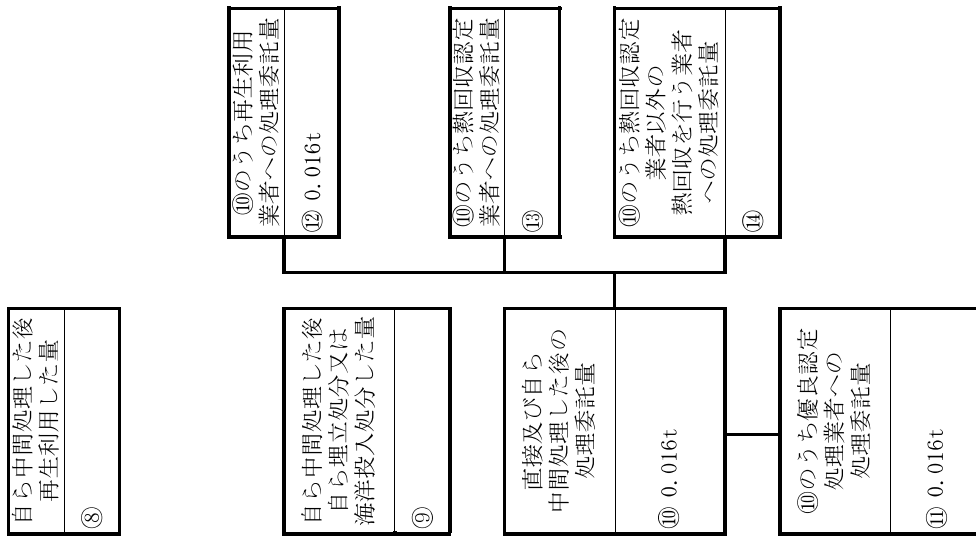 自ら中間処理した後
再生利用した量
⑧
自ら中間処理した後
自ら埋立処分又は
海洋投入処分した量
⑨
直接及び自ら
中間処理した後の
処理委託量
⑩ 0.016t
⑩のうち優良認定
処理業者への
処理委託量
⑪ 0.016t
⑩のうち再生利用
業者への処理委託量
⑫ 0.016t
⑩のうち熱回収認定
業者への処理委託量
⑬
⑩のうち熱回収認定
業者以外の
熱回収を行う業者
への処理委託量
⑭